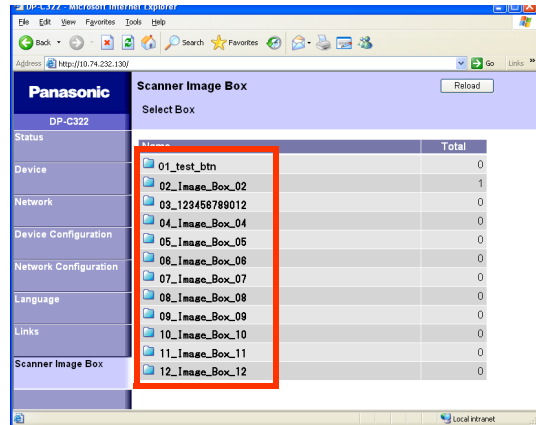 DP-C322 - Microsoft Internet Explorer
File Edit View Favorites Tools Help
Back Search Favorites
Address http://10.74.232.130/ Go Links »
Panasonic
DP-C322
Scanner Image Box Reload
Select Box
Status
Device
Network
Device Configuration
Network Configuration
Language
Links
Scanner Image Box
Name Total
01_test_btn 0
02_Image_Box_02 1
03_123456789012 0
04_Image_Box_04 0
05_Image_Box_05 0
06_Image_Box_06 0
07_Image_Box_07 0
08_Image_Box_08 0
09_Image_Box_09 0
10_Image_Box_10 0
11_Image_Box_11 0
12_Image_Box_12 0
Local intranet